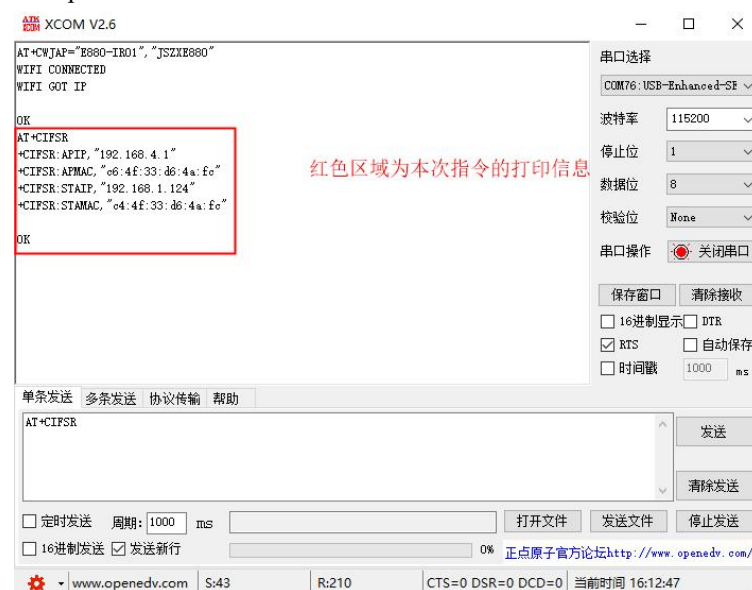 XCOM V2.6
AT+CWJAP="E880-IR01","JSZXE880"
WIFI CONNECTED
WIFI GOT IP
OK
AT+CIFSR
+CIFSR:APIP,"192.168.4.1"
+CIFSR:APMAC,"c6:4f:33:d6:4a:fc"
+CIFSR:STAIP,"192.168.1.124"
+CIFSR:STAMAC,"c4:4f:33:d6:4a:fc"
OK
红色区域为本次指令的打印信息
串口选择
COM76:USB-Enhanced-SE
波特率 115200
停止位 1
数据位 8
校验位 None
串口操作 关闭串口
保存窗口 清除接收
16进制显示 DTR
RTS 自动保存
时间戳 1000 ms
单条发送 多条发送 协议传输 帮助
AT+CIFSR
发送
清除发送
定时发送 周期: 1000 ms 打开文件 发送文件 停止发送
16进制发送 发送新行 0% 正点原子官方论坛http://www.openedv.com/
www.openedv.com S:43 R:210 CTS=0 DSR=0 DCD=0 当前时间 16:12:47